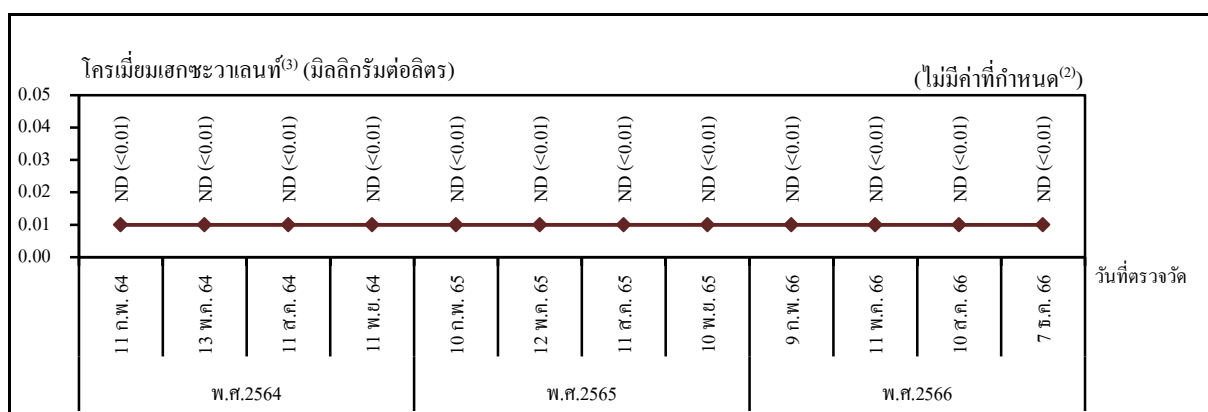 โครเมี่ยมเฮกซะวาเลนท์(3) (มิลลิกรัมต่อลิตร)
(ไม่มีค่าที่กำหนด(2))
0.05
0.04
0.03
0.02
0.01
0.00
ND (<0.01)
ND (<0.01)
ND (<0.01)
ND (<0.01)
ND (<0.01)
ND (<0.01)
ND (<0.01)
ND (<0.01)
ND (<0.01)
ND (<0.01)
ND (<0.01)
ND (<0.01)
11 ก.พ. 64
13 พ.ค. 64
11 ส.ค. 64
11 พ.ย. 64
10 ก.พ. 65
12 พ.ค. 65
11 ส.ค. 65
10 พ.ย. 65
9 ก.พ. 66
11 พ.ค. 66
10 ส.ค. 66
7 ธ.ค. 66
วันที่ตรวจวัด
พ.ศ.2564
พ.ศ.2565
พ.ศ.2566